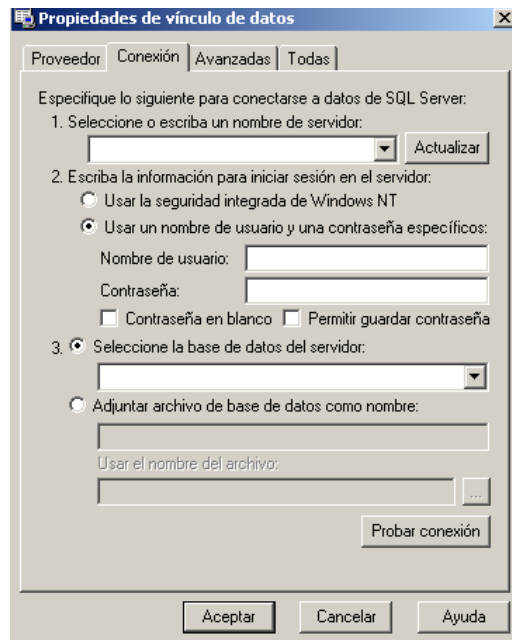 Propiedades de vínculo de datos
Proveedor Conexión Avanzadas Todas
Especifique lo siguiente para conectarse a datos de SQL Server:
1. Seleccione o escriba un nombre de servidor:
Actualizar
2. Escriba la información para iniciar sesión en el servidor:
Usar la seguridad integrada de Windows NT
Usar un nombre de usuario y una contraseña específicos:
Nombre de usuario:
Contraseña:
Contraseña en blanco Permitir guardar contraseña
3. Seleccione la base de datos del servidor:
Adjuntar archivo de base de datos como nombre:
Usar el nombre del archivo:
...
Probar conexión
Aceptar Cancelar Ayuda